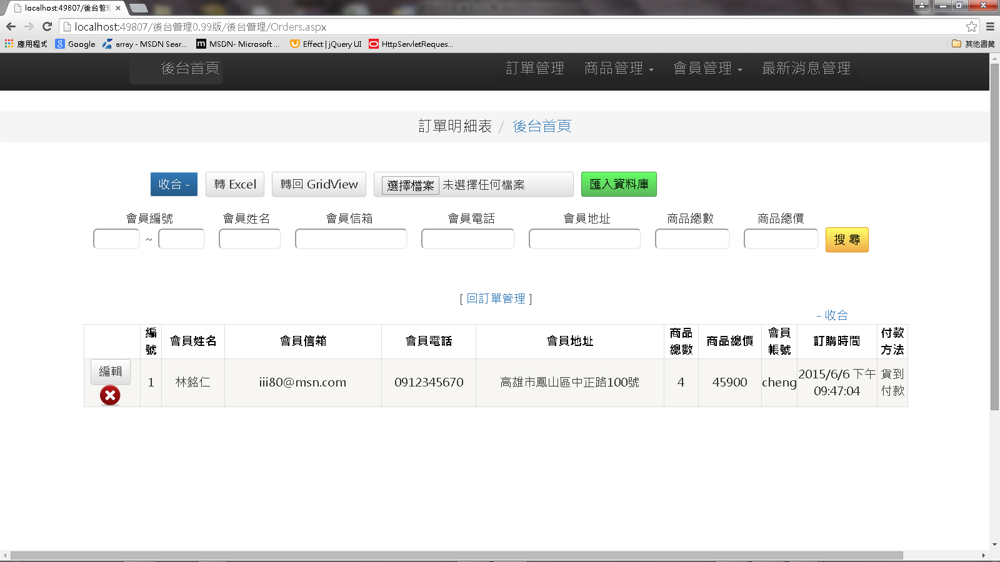 localhost:49807/後台管理
localhost:49807/後台管理0.99版/後台管理/Orders.aspx
應用程式 Google array - MSDN Sear... MSDN- Microsoft ... Effect | jQuery UI HttpServletReques... 其他書籤
後台首頁 訂單管理 商品管理 會員管理 最新消息管理
訂單明細表 / 後台首頁
收合 - 轉 Excel 轉回 GridView 選擇檔案 未選擇任何檔案 匯入資料庫
會員編號 會員姓名 會員信箱 會員電話 會員地址 商品總數 商品總價
~ 搜 尋
[ 回訂單管理 ]
- 收合
編號 會員姓名 會員信箱 會員電話 會員地址 商品總數 商品總價 會員帳號 訂購時間 付款方法
編輯 1 林銘仁 iii80@msn.com 0912345670 高雄市鳳山區中正路100號 4 45900 cheng 2015/6/6 下午 09:47:04 貨到付款